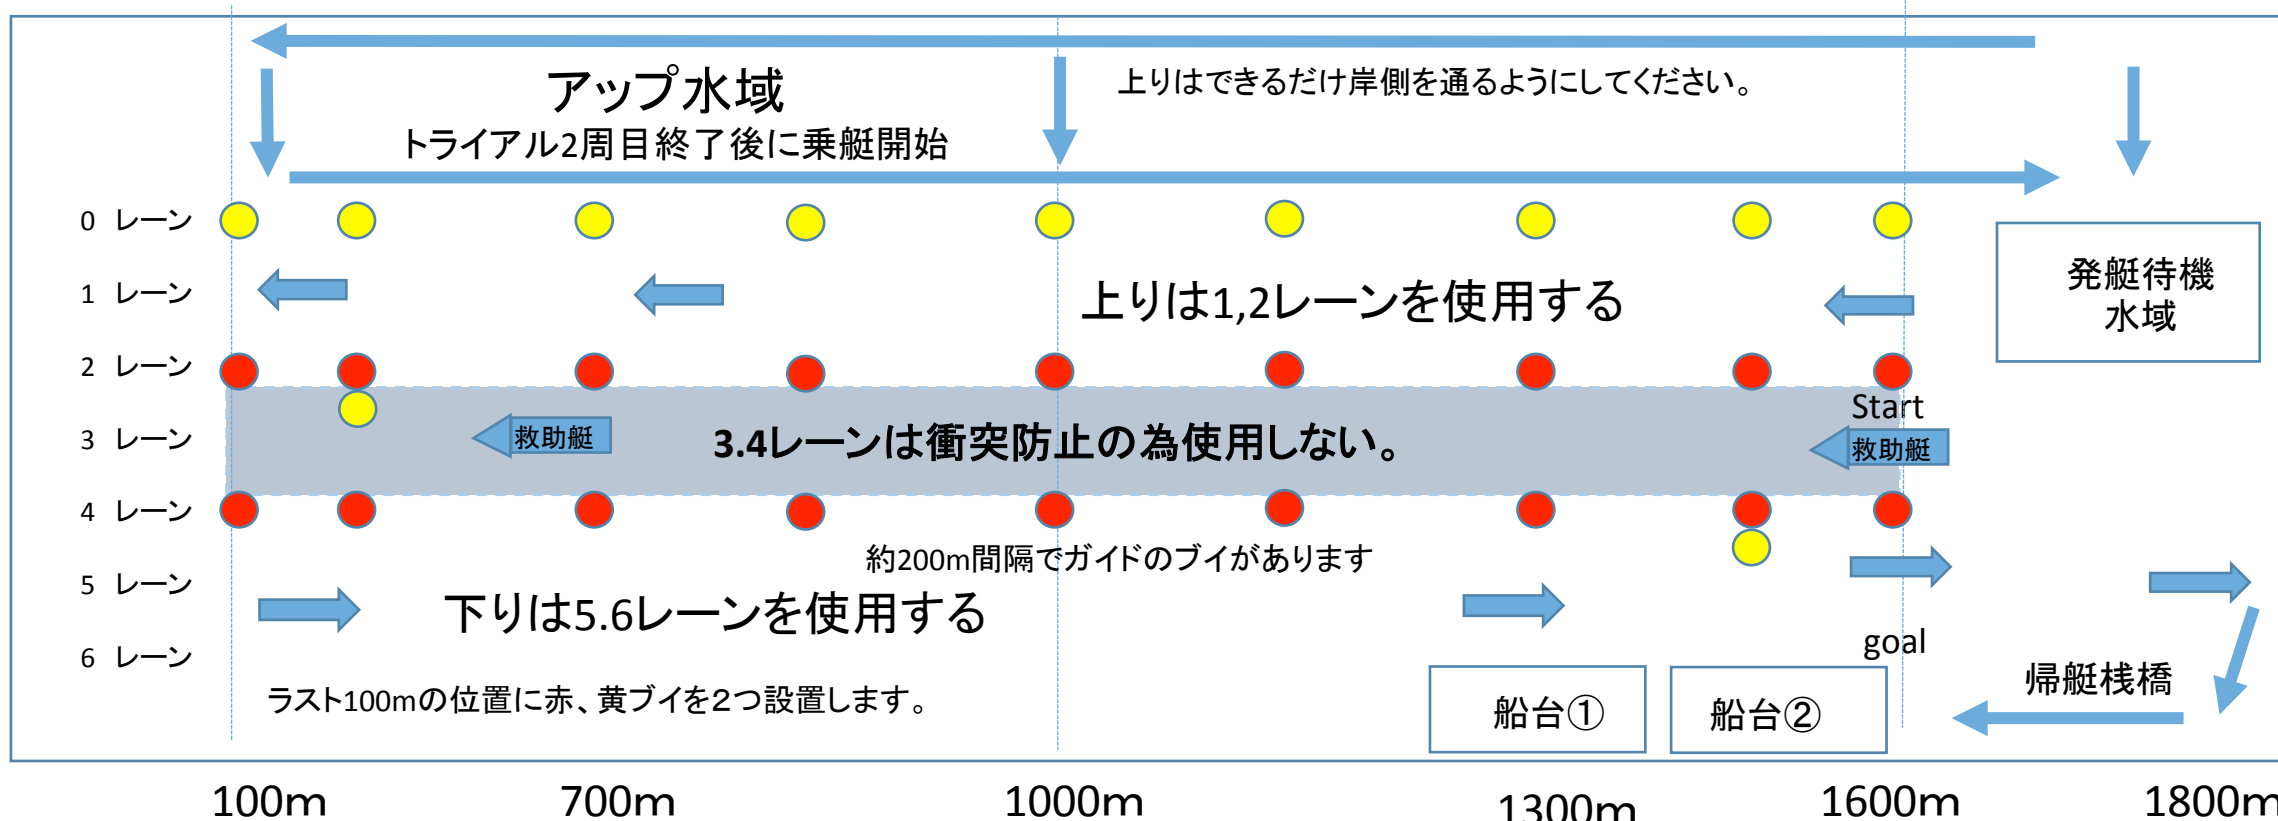 アップ水域
上りはできるだけ岸側を通るようにしてください。
トライアル2周目終了後に乗艇開始
0 レーン
1 レーン
上りは1,2レーンを使用する
発艇待機
水域
2 レーン
Start
3 レーン
救助艇
3.4レーンは衝突防止の為使用しない。
救助艇
4 レーン
約200m間隔でガイドのブイがあります
5 レーン
下りは5.6レーンを使用する
6 レーン
goal
ラスト100mの位置に赤、黄ブイを２つ設置します。
船台①
船台②
帰艇桟橋
100m
700m
1000m
1300m
1600m
1800m